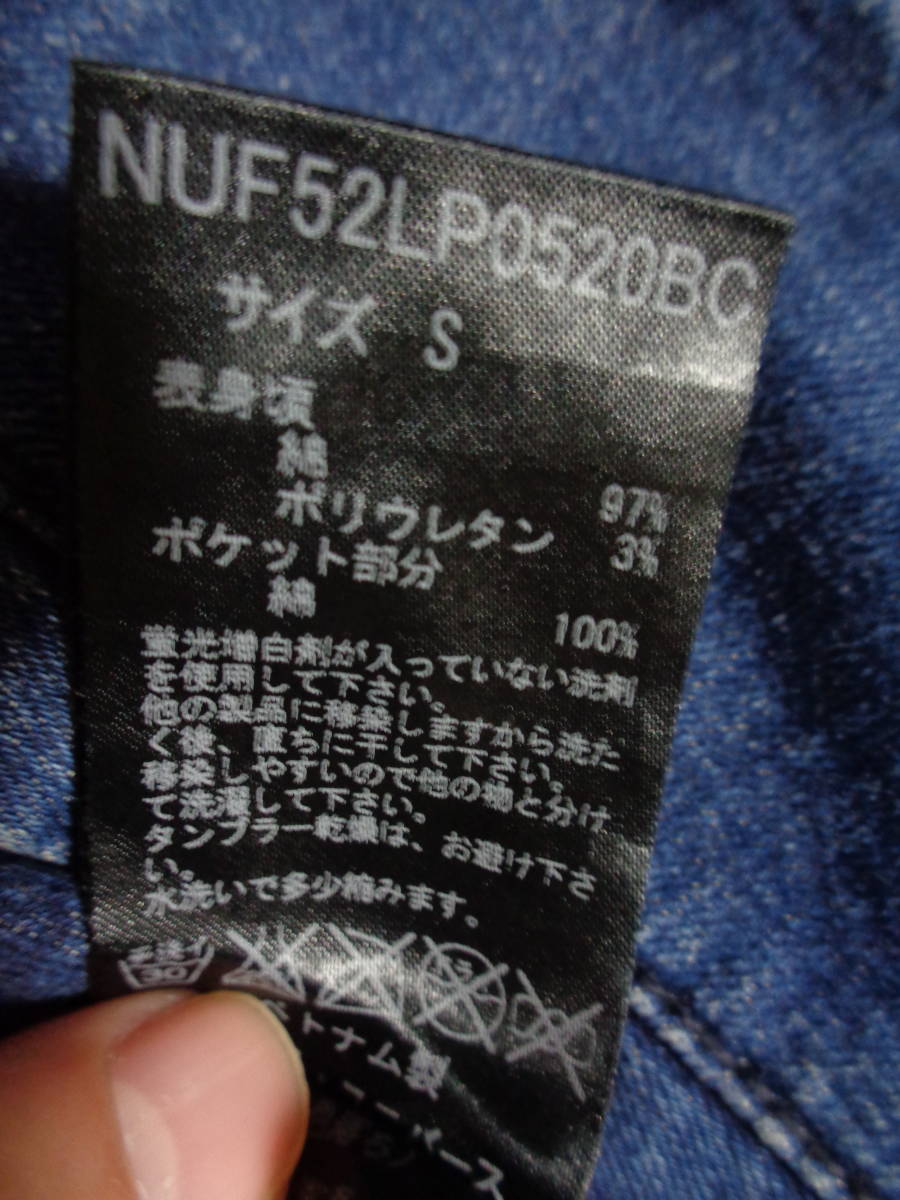 NUF52LP0520BC
サイズ S
表身頃
綿 97%
ポリウレタン 3%
ポケット部分
綿 100%
蛍光増白剤が入っていない洗剤
を使用して下さい。
他の製品に移染しますから洗た
く後、直ちに干して下さい。
移染しやすいので他の物と分け
て洗濯して下さい。
タンブラー乾燥は、お避け下さ
い。
水洗いで多少縮みます。
30
トナム製
バース